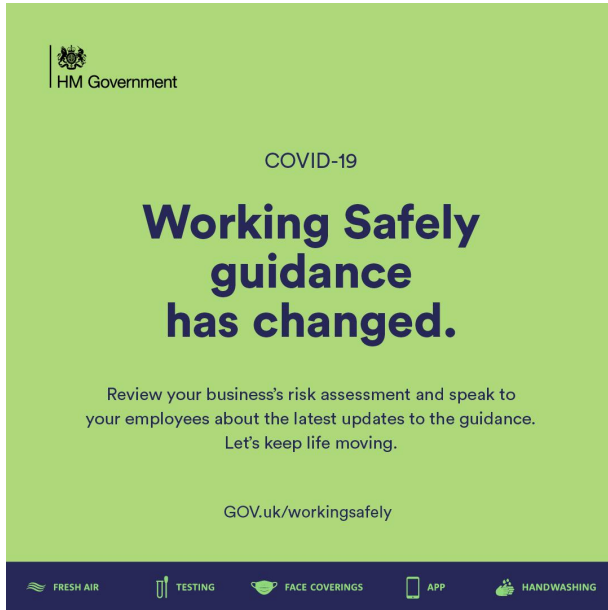 HM Government
COVID-19
Working Safely
guidance
has changed.
Review your business’s risk assessment and speak to
your employees about the latest updates to the guidance.
Let’s keep life moving.
GOV.uk/workingsafely
FRESH AIR
TESTING
FACE COVERINGS
APP
HANDWASHING